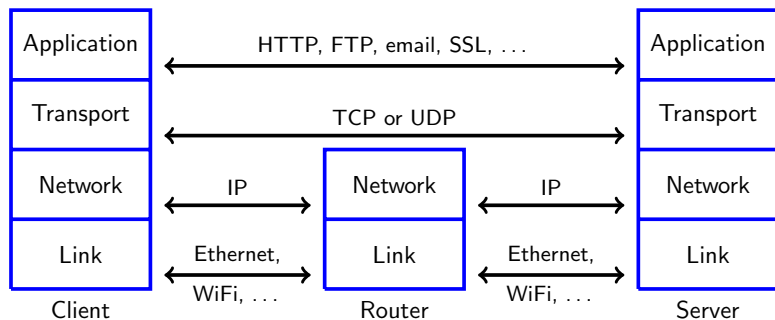 Application
HTTP, FTP, email, SSL, . . .
Application
Transport
TCP or UDP
Transport
Network
IP
Network
IP
Network
Link
Ethernet,
WiFi, . . .
Link
Ethernet,
WiFi, . . .
Link
Client
Router
Server